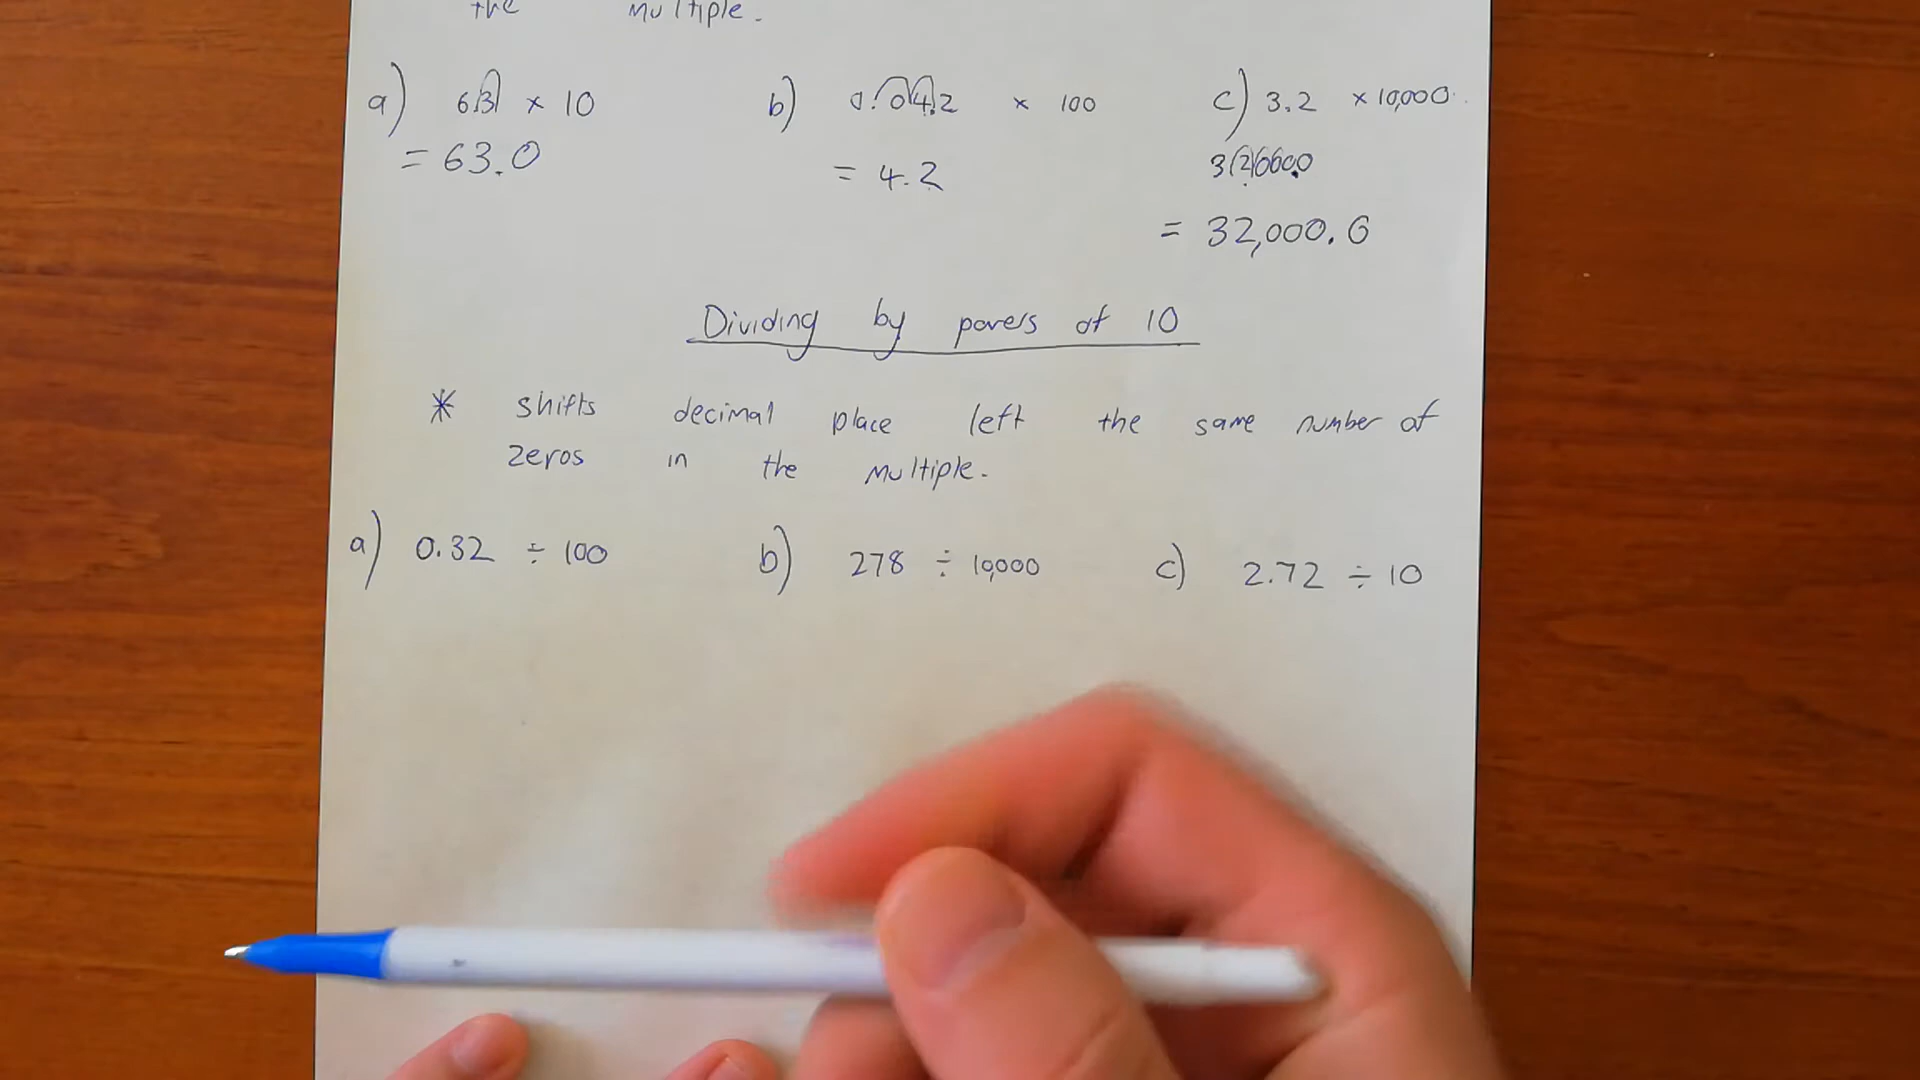 the multiple.
a) 6.3 × 10
= 63.0
b) 0.042 × 100
= 4.2
c) 3.2 × 10,000
320000
= 32,000.0
Dividing by powers of 10
* shifts decimal place left the same number of
zeros in the multiple.
a) 0.32 ÷ 100
b) 278 ÷ 10,000
c) 2.72 ÷ 10